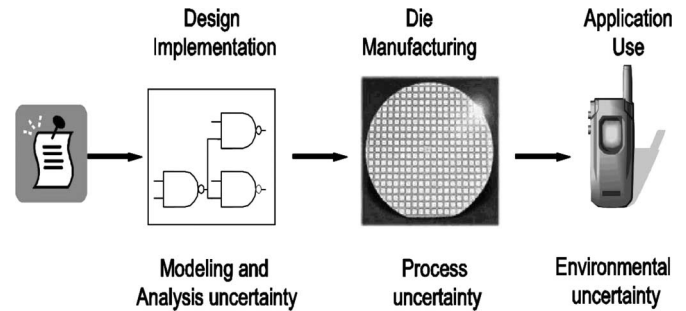 Design
Implementation
Die
Manufacturing
Application
Use
Modeling and
Analysis uncertainty
Process
uncertainty
Environmental
uncertainty